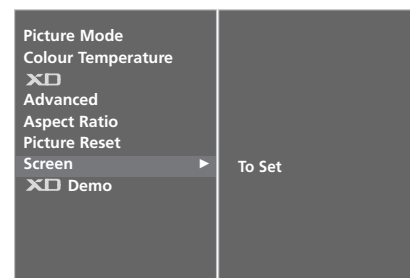 Picture Mode
Colour Temperature
XD
Advanced
Aspect Ratio
Picture Reset
Screen ► To Set
XD Demo